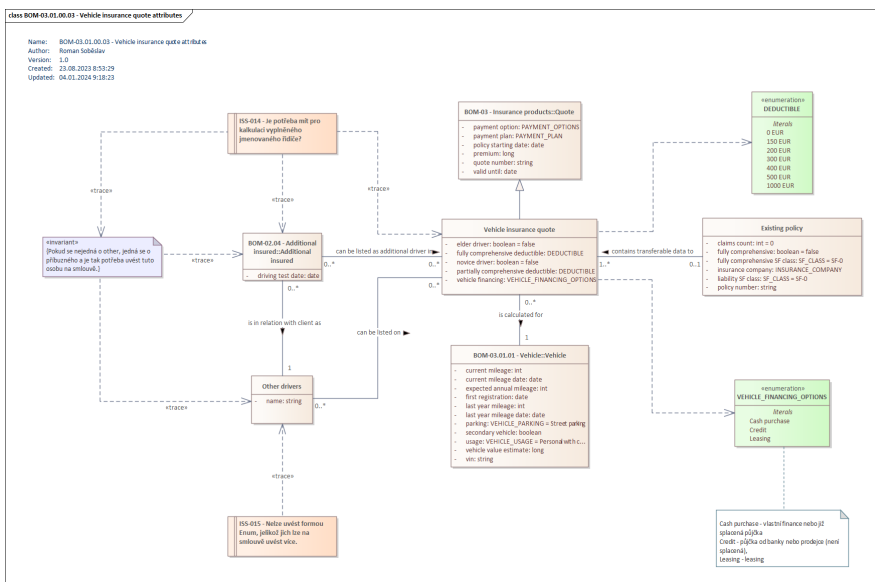 class BOM-03.01.00.03 - Vehicle insurance quote attributes
Name: BOM-03.01.00.03 - Vehicle insurance quote attributes
Author: Roman Soběslav
Version: 1.0
Created: 23.08.2023 8:53:29
Updated: 04.01.2024 9:18:23
ISS-014 - Je potřeba mít pro
kalkulaci vyplněného
jmenovaného řidiče?
BOM-03 - Insurance products::Quote
- payment option: PAYMENT_OPTIONS
- payment plan: PAYMENT_PLAN
- policy starting date: date
- premium: long
- quote number: string
- valid until: date
«enumeration»
DEDUCTIBLE
literals
0 EUR
150 EUR
200 EUR
300 EUR
400 EUR
500 EUR
1000 EUR
«trace»
«trace»
«trace»
«invariant»
{Pokud se nejedná o other, jedná se o
příbuzného a je tak potřeba uvést tuto
osobu na smlouvě.}
«trace»
BOM-02.04 - Additional
insured::Additional
insured
- driving test date: date
0..*
can be listed as additional driver in
0..*
Vehicle insurance quote
- elder driver: boolean = false
- fully comprehensive deductible: DEDUCTIBLE
- novice driver: boolean = false
- partially comprehensive deductible: DEDUCTIBLE
- vehicle financing: VEHICLE_FINANCING_OPTIONS
contains transferable data to
1..*
0..1
Existing policy
- claims count: int = 0
- fully comprehensive: boolean = false
- fully comprehensive SF class: SF_CLASS = SF-0
- insurance company: INSURANCE_COMPANY
- liability SF class: SF_CLASS = SF-0
- policy number: string
0..*
0..*
0..*
is calculated for
1
is in relation with client as
1
can be listed on
BOM-03.01.01 - Vehicle::Vehicle
- current mileage: int
- current mileage date: date
- expected annual mileage: int
- first registration: date
- last year mileage: int
- last year mileage date: date
- parking: VEHICLE_PARKING = Street parking
- secondary vehicle: boolean
- usage: VEHICLE_USAGE = Personal with c...
- vehicle value estimate: long
- vin: string
Other drivers
- name: string
0..*
«trace»
«enumeration»
VEHICLE_FINANCING_OPTIONS
literals
Cash purchase
Credit
Leasing
«trace»
ISS-015 - Nelze uvést formou
Enum, jelikož jich lze na
smlouvě uvést více.
Cash purchase - vlastní finance nebo již
splacená půjčka
Credit - půjčka od banky nebo prodejce (není
splacená),
Leasing - leasing